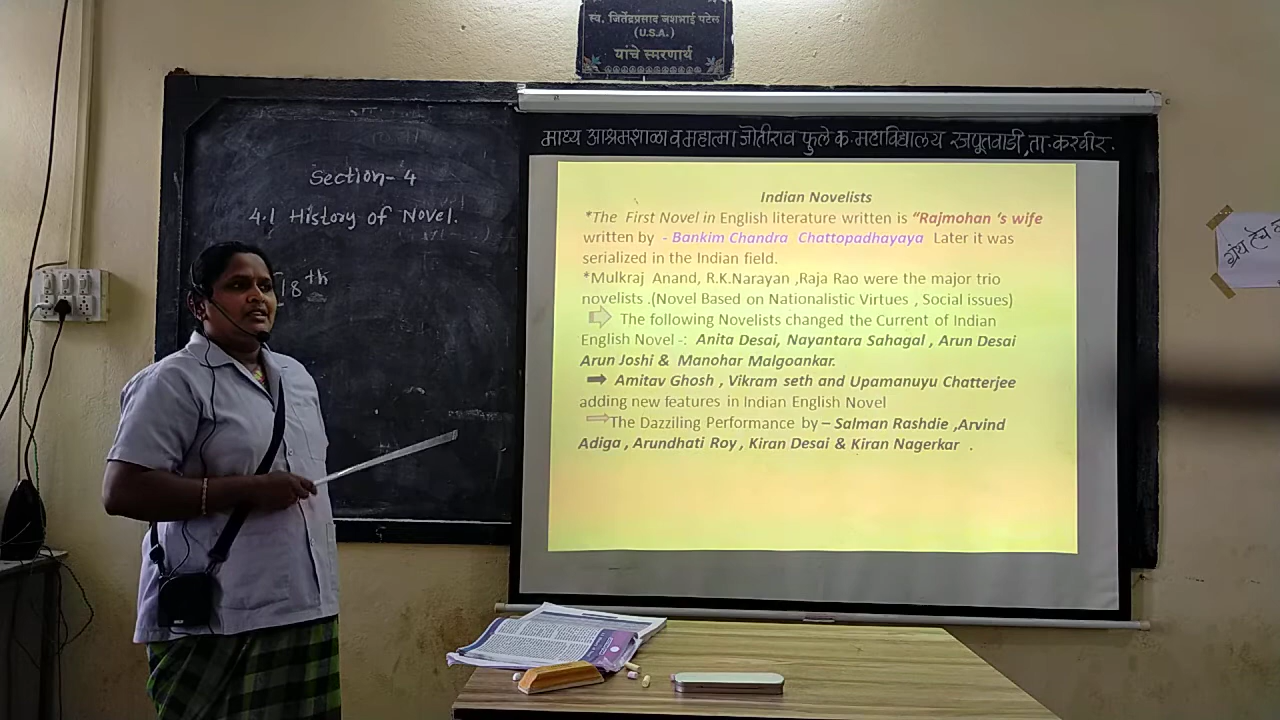 स्व. जितेंद्रप्रसाद जशभाई पटेल
(U.S.A.)
यांचे स्मरणार्थ
माध्य आश्रमशाळा व महात्मा जोतीराव फुले क. महाविद्यालय रजपूतवाडी, ता. करवीर.
Section-4
4.1 History of Novel.
18th
Indian Novelists
*The First Novel in English literature written is “Rajmohan ‘s wife
written by - Bankim Chandra Chattopadhayaya Later it was
serialized in the Indian field.
*Mulkraj Anand, R.K.Narayan ,Raja Rao were the major trio
novelists .(Novel Based on Nationalistic Virtues , Social issues)
The following Novelists changed the Current of Indian
English Novel -: Anita Desai, Nayantara Sahagal , Arun Desai
Arun Joshi & Manohar Malgoankar.
Amitav Ghosh , Vikram seth and Upamanuyu Chatterjee
adding new features in Indian English Novel
The Dazziling Performance by – Salman Rashdie ,Arvind
Adiga , Arundhati Roy , Kiran Desai & Kiran Nagerkar .
ग्रंथ हेच